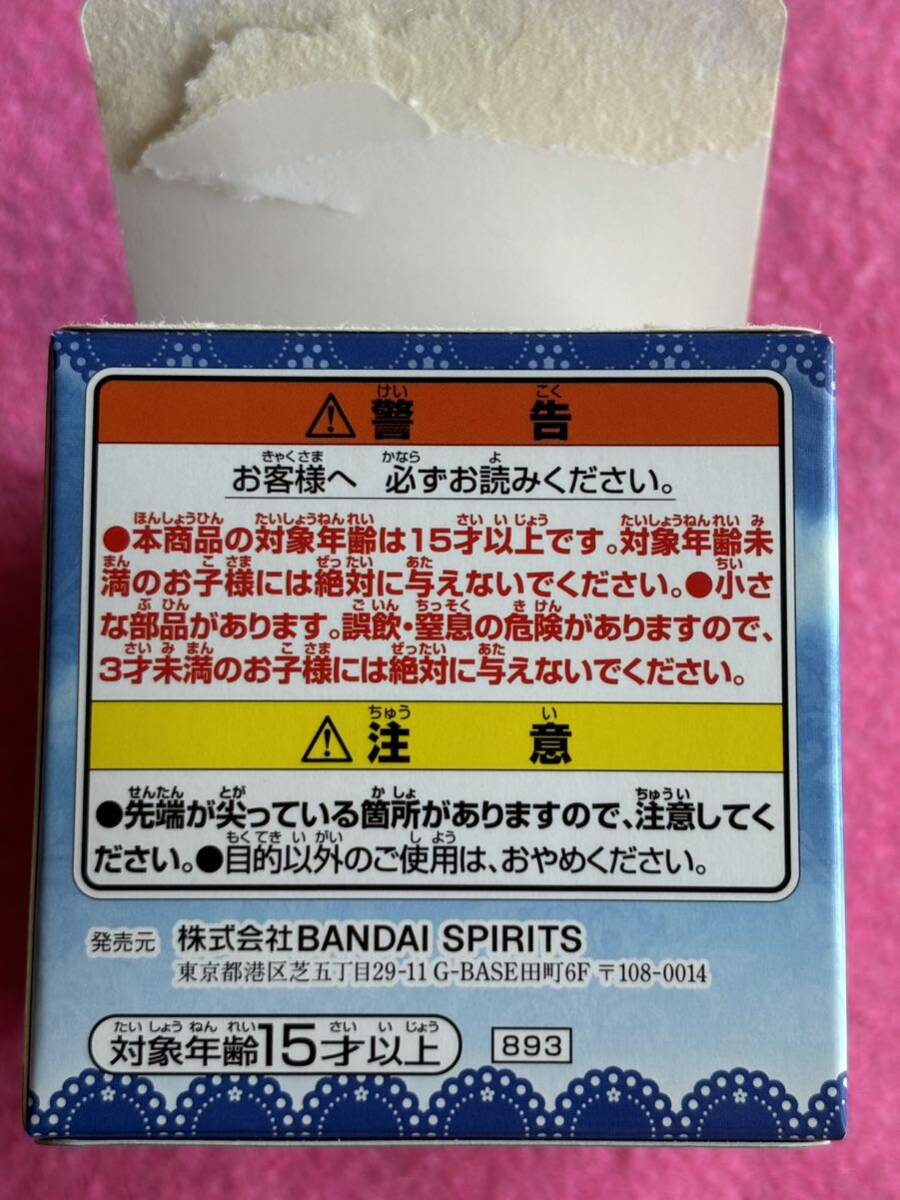 ⚠警告
お客様へ 必ずお読みください。
●本商品の対象年齢は15才以上です。対象年齢未
満のお子様には絶対に与えないでください。●小さ
な部品があります。誤飲・窒息の危険がありますので、
3才未満のお子様には絶対に与えないでください。
⚠注意
●先端が尖っている箇所がありますので、注意してく
ださい。●目的以外のご使用は、おやめください。
発売元 株式会社BANDAI SPIRITS
東京都港区芝五丁目29-11 G-BASE田町6F 〒108-0014
対象年齢15才以上 893